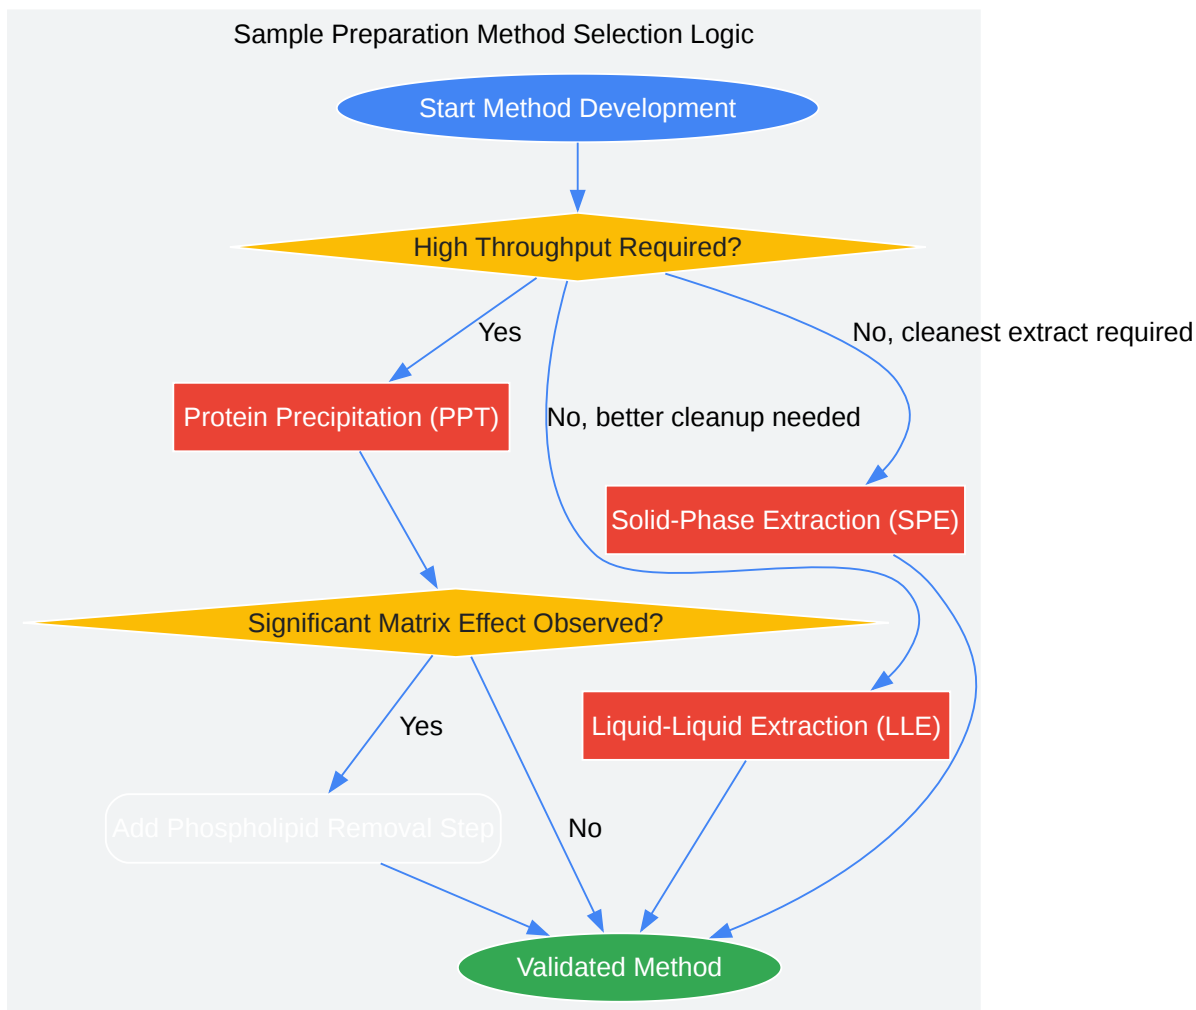 Sample Preparation Method Selection Logic
Start Method Development
High Throughput Required?
Yes
No, cleanest extract required
Protein Precipitation (PPT)
No, better cleanup needed
Solid-Phase Extraction (SPE)
Significant Matrix Effect Observed?
Yes
Liquid-Liquid Extraction (LLE)
Add Phospholipid Removal Step
No
Validated Method